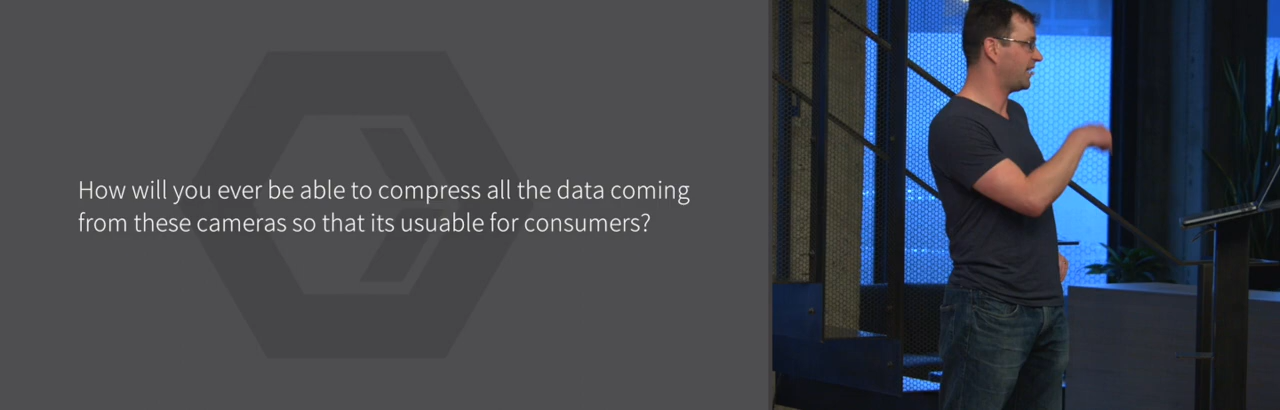 How will you ever be able to compress all the data coming
from these cameras so that its usuable for consumers?